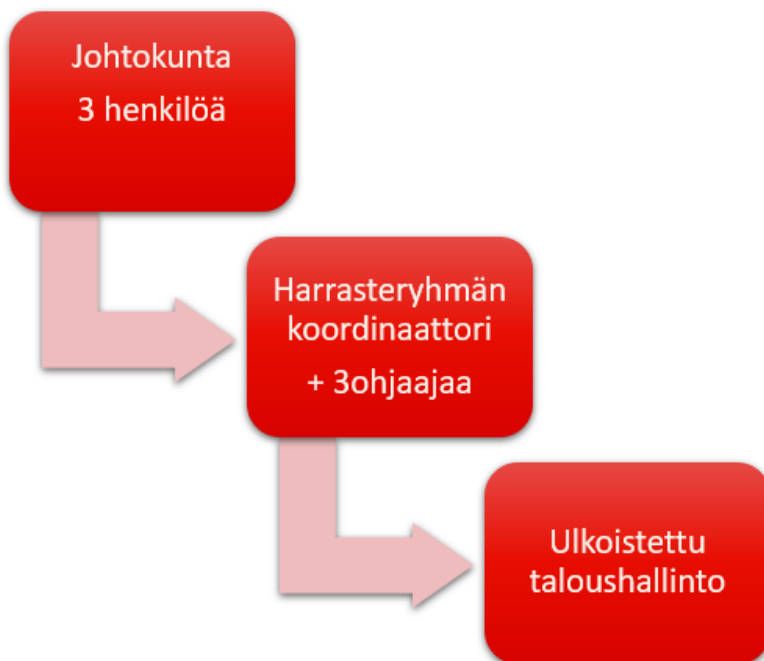 Johtokunta
3 henkilöä
Harrasteryhmän
koordinaattori
+ 3ohjaajaa
Ulkoistettu
taloushallinto